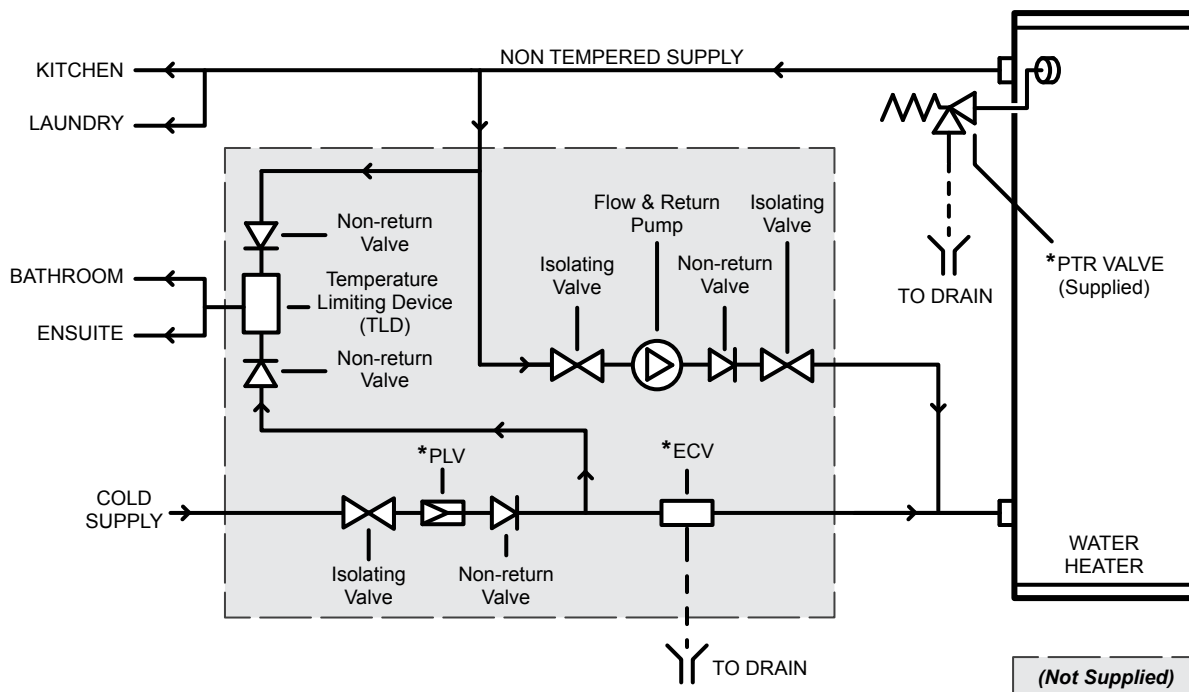 NON TEMPERED SUPPLY
KITCHEN
LAUNDRY
Non-return
Valve
Flow & Return
Pump
Isolating
Valve
*PTR VALVE
(Supplied)
TO DRAIN
BATHROOM
ENSUITE
Temperature
Limiting Device
(TLD)
Isolating
Valve
Non-return
Valve
Non-return
Valve
*PLV
*ECV
COLD
SUPPLY
Isolating
Valve
Non-return
Valve
WATER
HEATER
TO DRAIN
(Not Supplied)